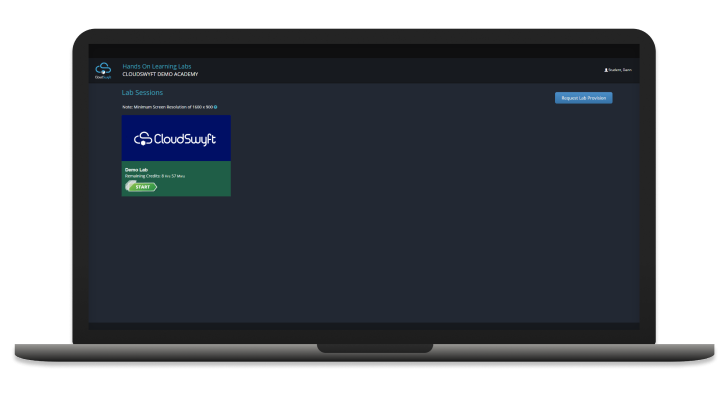 CloudSwyft
Hands On Learning Labs
CLOUDSWYFT DEMO ACADEMY
Student, Demo
Lab Sessions
Request Lab Provision
Note: Minimum Screen Resolution of 1600 x 900
CloudSwyft
Demo Lab
Remaining Credits: 8 Hrs 57 Mins
START